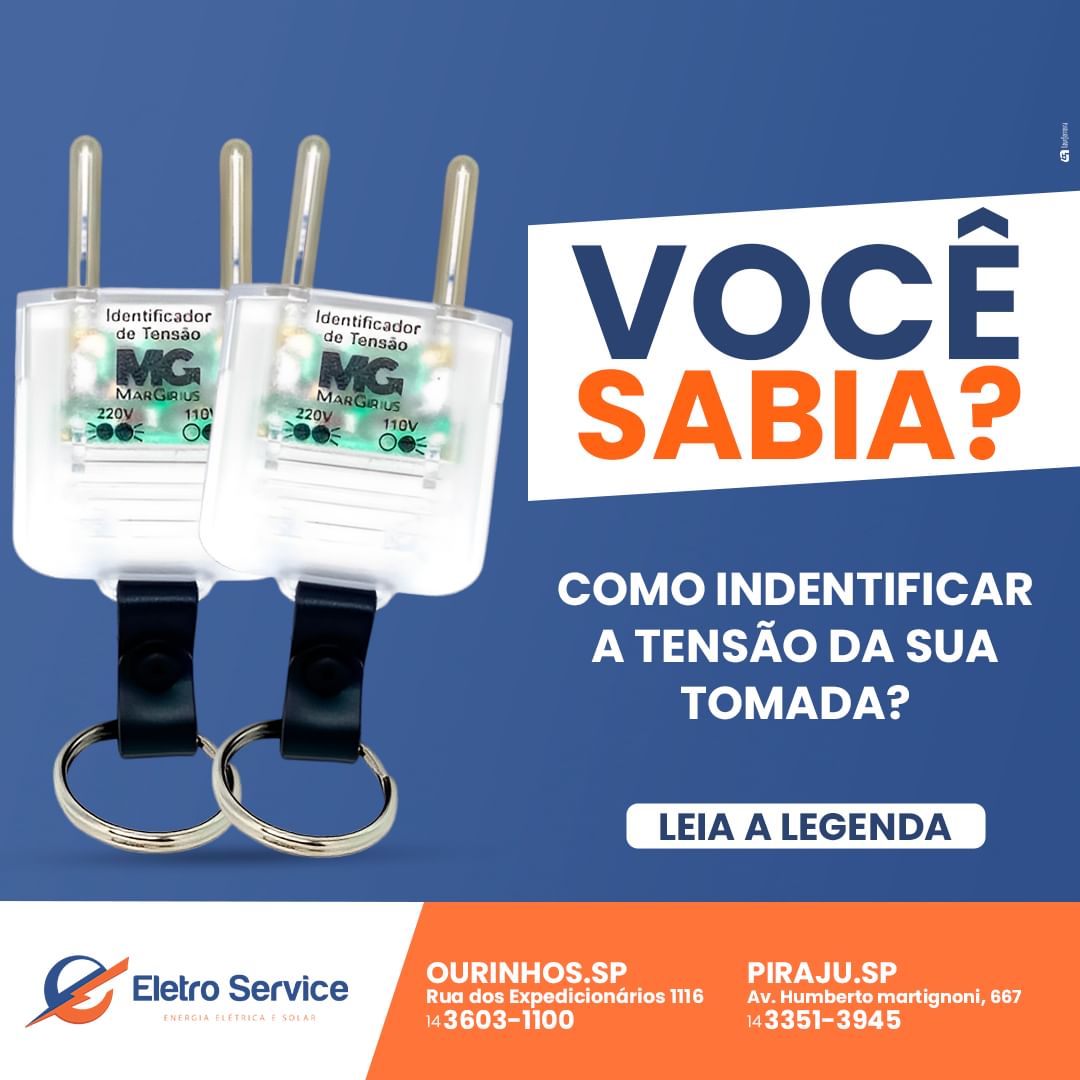 VOCÊ
SABIA?
COMO INDENTIFICAR
A TENSÃO DA SUA
TOMADA?
LEIA A LEGENDA
Identificador
de Tensão
MG
MARGIRIUS
220V 110V
Identificador
de Tensão
MG
MARGIRIUS
220V 110V
Eletro Service
ENERGIA ELÉTRICA E SOLAR
OURINHOS.SP
Rua dos Expedicionários 1116
14 3603-1100
PIRAJU.SP
Av. Humberto martignoni, 667
14 3351-3945